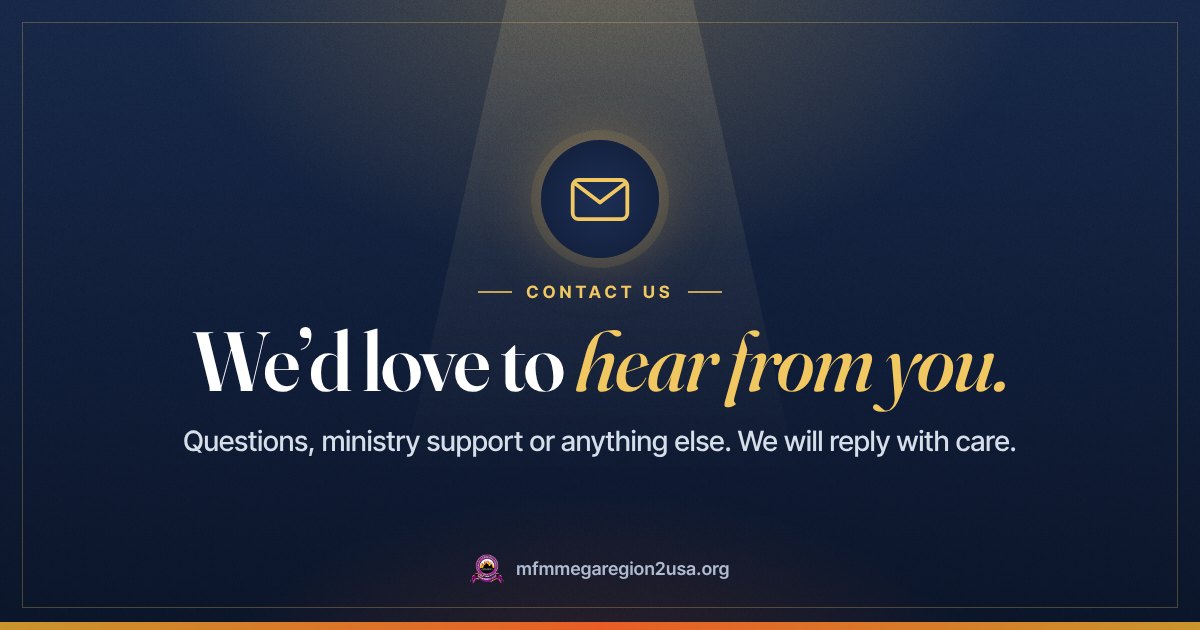 CONTACT US
We’d love to hear from you.
Questions, ministry support or anything else. We will reply with care.
mfmmegaregion2usa.org